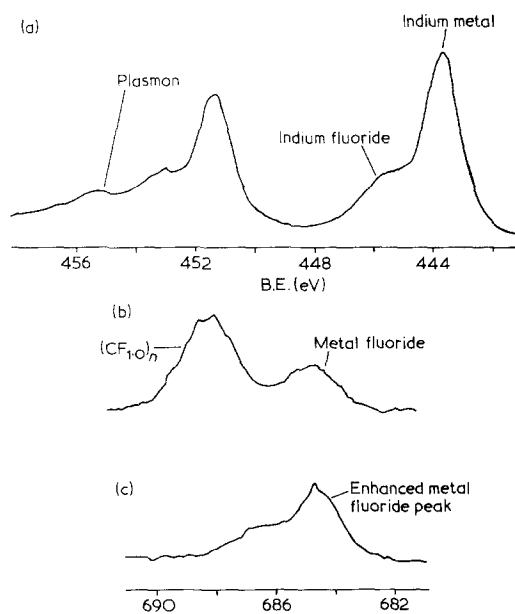 (a)
Indium metal
Plasmon
Indium fluoride
456 452 448 444
B.E. (eV)
(b)
(CF1·0)n
Metal fluoride
(c)
Enhanced metal
fluoride peak
690 686 682